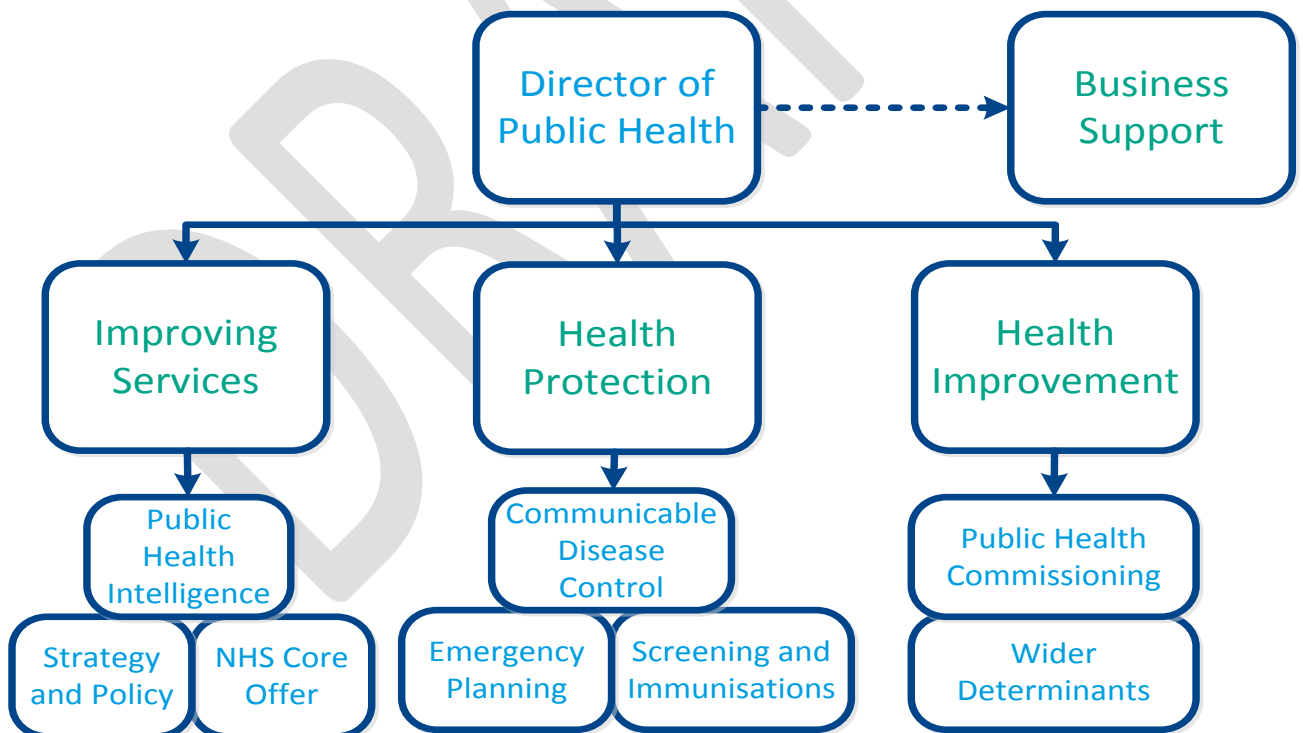 Director of
Public Health
Business
Support
Improving
Services
Health
Protection
Health
Improvement
Public
Health
Intelligence
Strategy
and Policy
NHS Core
Offer
Communicable
Disease
Control
Emergency
Planning
Screening and
Immunisations
Public Health
Commissioning
Wider
Determinants